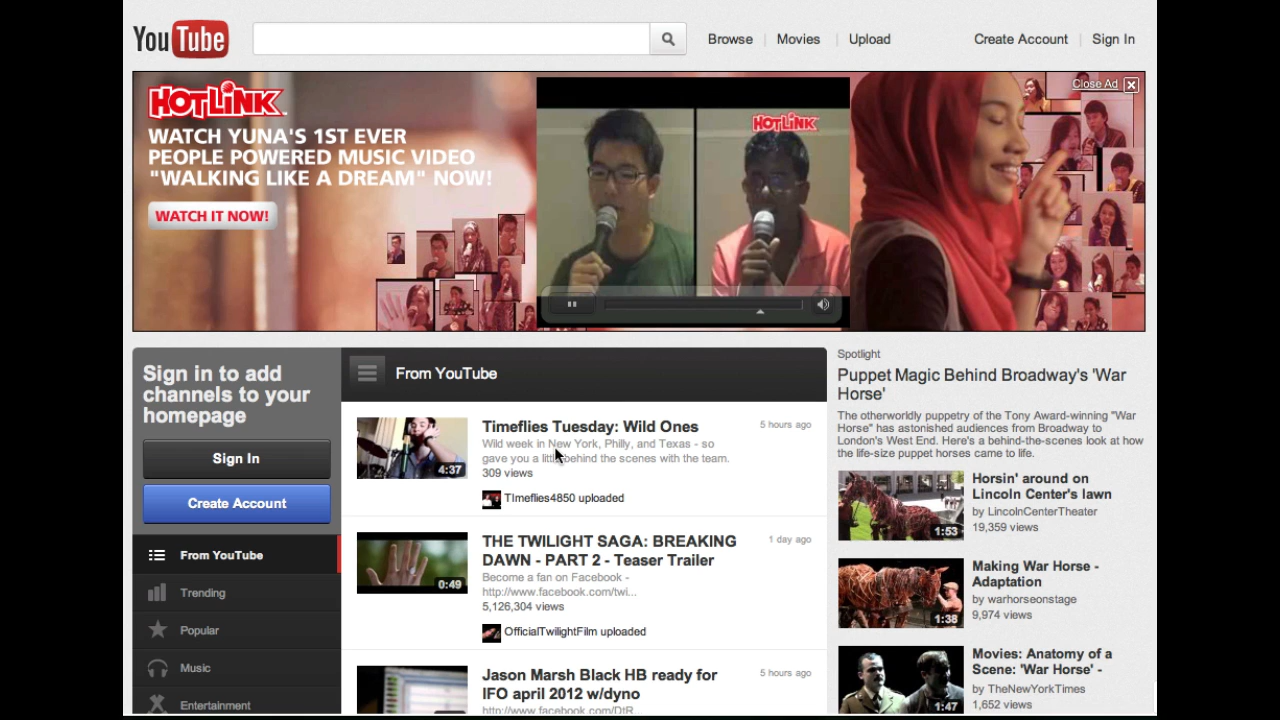 YouTube
Browse
Movies
Upload
Create Account
Sign In
HOTLINK
WATCH YUNA'S 1ST EVER
PEOPLE POWERED MUSIC VIDEO
"WALKING LIKE A DREAM" NOW!
WATCH IT NOW!
HOTLINK
Close Ad
Sign in to add
channels to your
homepage
Sign In
Create Account
From YouTube
Trending
Popular
Music
Entertainment
From YouTube
Timeflies Tuesday: Wild Ones
5 hours ago
Wild week in New York, Philly, and Texas - so
gave you a little behind the scenes with the team.
309 views
4:37
TImeflies4850 uploaded
THE TWILIGHT SAGA: BREAKING
DAWN - PART 2 - Teaser Trailer
1 day ago
Become a fan on Facebook -
http://www.facebook.com/twi...
0:49
5,126,304 views
OfficialTwilightFilm uploaded
Jason Marsh Black HB ready for
IFO april 2012 w/dyno
5 hours ago
http://www.facebook.com/DtR...
Spotlight
Puppet Magic Behind Broadway's 'War
Horse'
The otherworldly puppetry of the Tony Award-winning "War
Horse" has astonished audiences from Broadway to
London's West End. Here's a behind-the-scenes look at how
the life-size puppet horses came to life.
Horsin' around on
Lincoln Center's lawn
by LincolnCenterTheater
19,359 views
1:53
Making War Horse -
Adaptation
by warhorseonstage
9,974 views
1:38
Movies: Anatomy of a
Scene: 'War Horse' -
by TheNewYorkTimes
1,652 views
1:47